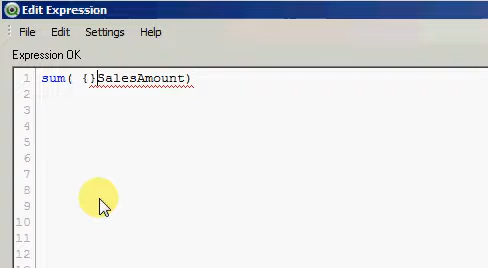 Edit Expression
File Edit Settings Help
Expression OK
1 sum( {}SalesAmount)
2
3
4
5
6
7
8
9
10
11
12